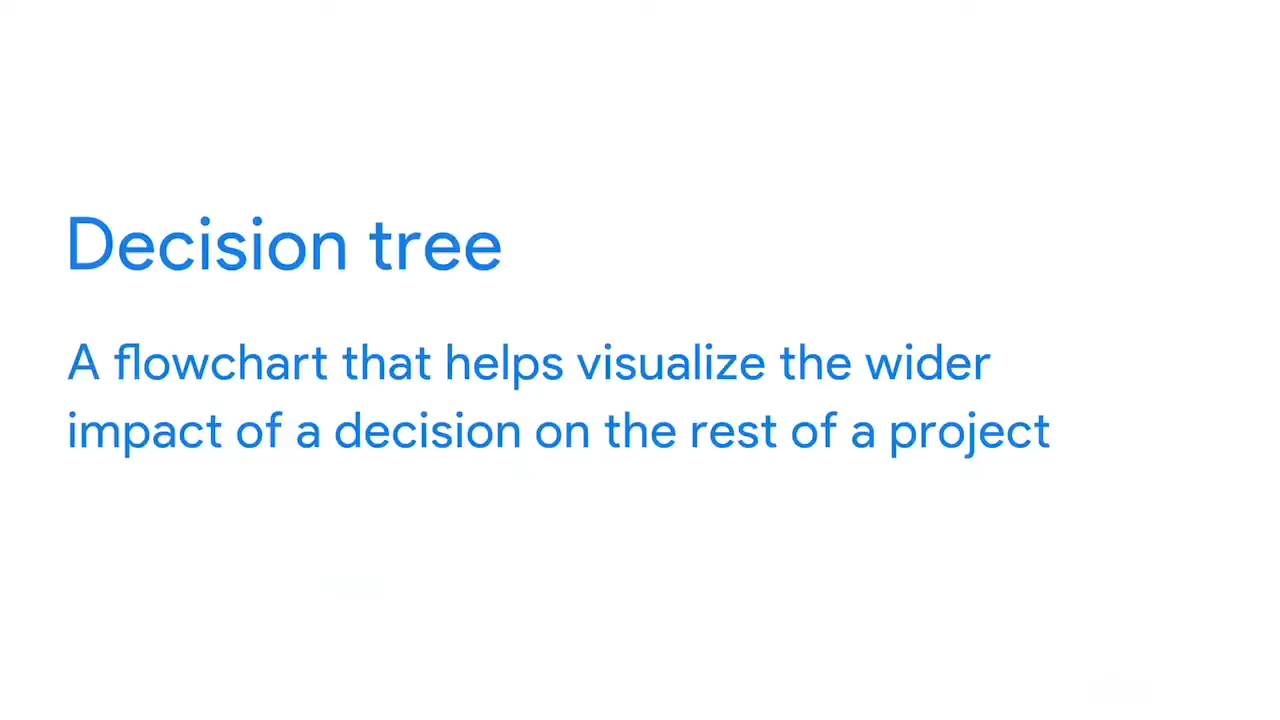 Decision tree
A flowchart that helps visualize the wider
impact of a decision on the rest of a project